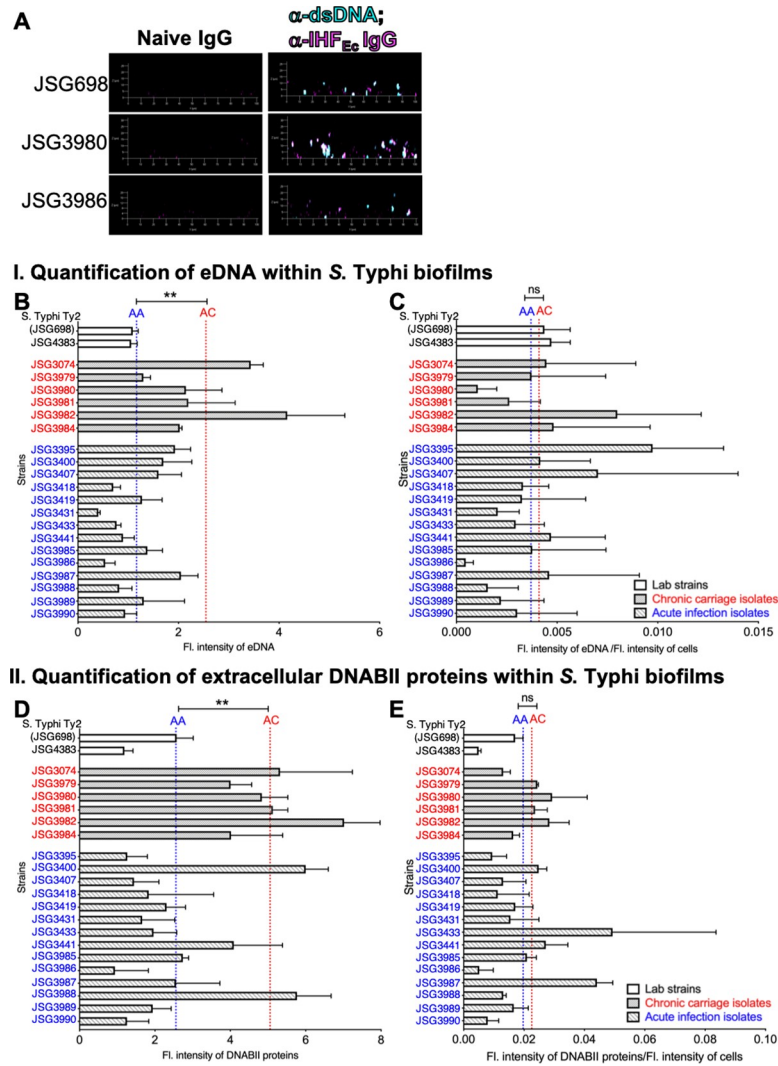 A
Naive IgG
α-dsDNA;
α-IHFEc IgG
JSG698
JSG3980
JSG3986
I. Quantification of eDNA within S. Typhi biofilms
B
**
S. Typhi Ty2
AA
AC
(JSG698)
JSG4383
JSG3074
JSG3979
JSG3980
JSG3981
JSG3982
JSG3984
JSG3395
JSG3400
JSG3407
JSG3418
JSG3419
JSG3431
JSG3433
JSG3441
JSG3985
JSG3986
JSG3987
JSG3988
JSG3989
JSG3990
Strains
0 2 4 6
Fl. intensity of eDNA
C
ns
S. Typhi Ty2
AA
AC
(JSG698)
JSG4383
JSG3074
JSG3979
JSG3980
JSG3981
JSG3982
JSG3984
JSG3395
JSG3400
JSG3407
JSG3418
JSG3419
JSG3431
JSG3433
JSG3441
JSG3985
JSG3986
JSG3987
JSG3988
JSG3989
JSG3990
Strains
Lab strains
Chronic carriage isolates
Acute infection isolates
0.000 0.005 0.010 0.015
Fl. intensity of eDNA /Fl. intensity of cells
II. Quantification of extracellular DNABII proteins within S. Typhi biofilms
D
**
S. Typhi Ty2
AA
AC
(JSG698)
JSG4383
JSG3074
JSG3979
JSG3980
JSG3981
JSG3982
JSG3984
JSG3395
JSG3400
JSG3407
JSG3418
JSG3419
JSG3431
JSG3433
JSG3441
JSG3985
JSG3986
JSG3987
JSG3988
JSG3989
JSG3990
Strains
0 2 4 6 8
Fl. intensity of DNABII proteins
E
ns
S. Typhi Ty2
AA
AC
(JSG698)
JSG4383
JSG3074
JSG3979
JSG3980
JSG3981
JSG3982
JSG3984
JSG3395
JSG3400
JSG3407
JSG3418
JSG3419
JSG3431
JSG3433
JSG3441
JSG3985
JSG3986
JSG3987
JSG3988
JSG3989
JSG3990
Strains
Lab strains
Chronic carriage isolates
Acute infection isolates
0.00 0.02 0.04 0.06 0.08 0.10
Fl. intensity of DNABII proteins/Fl. intensity of cells